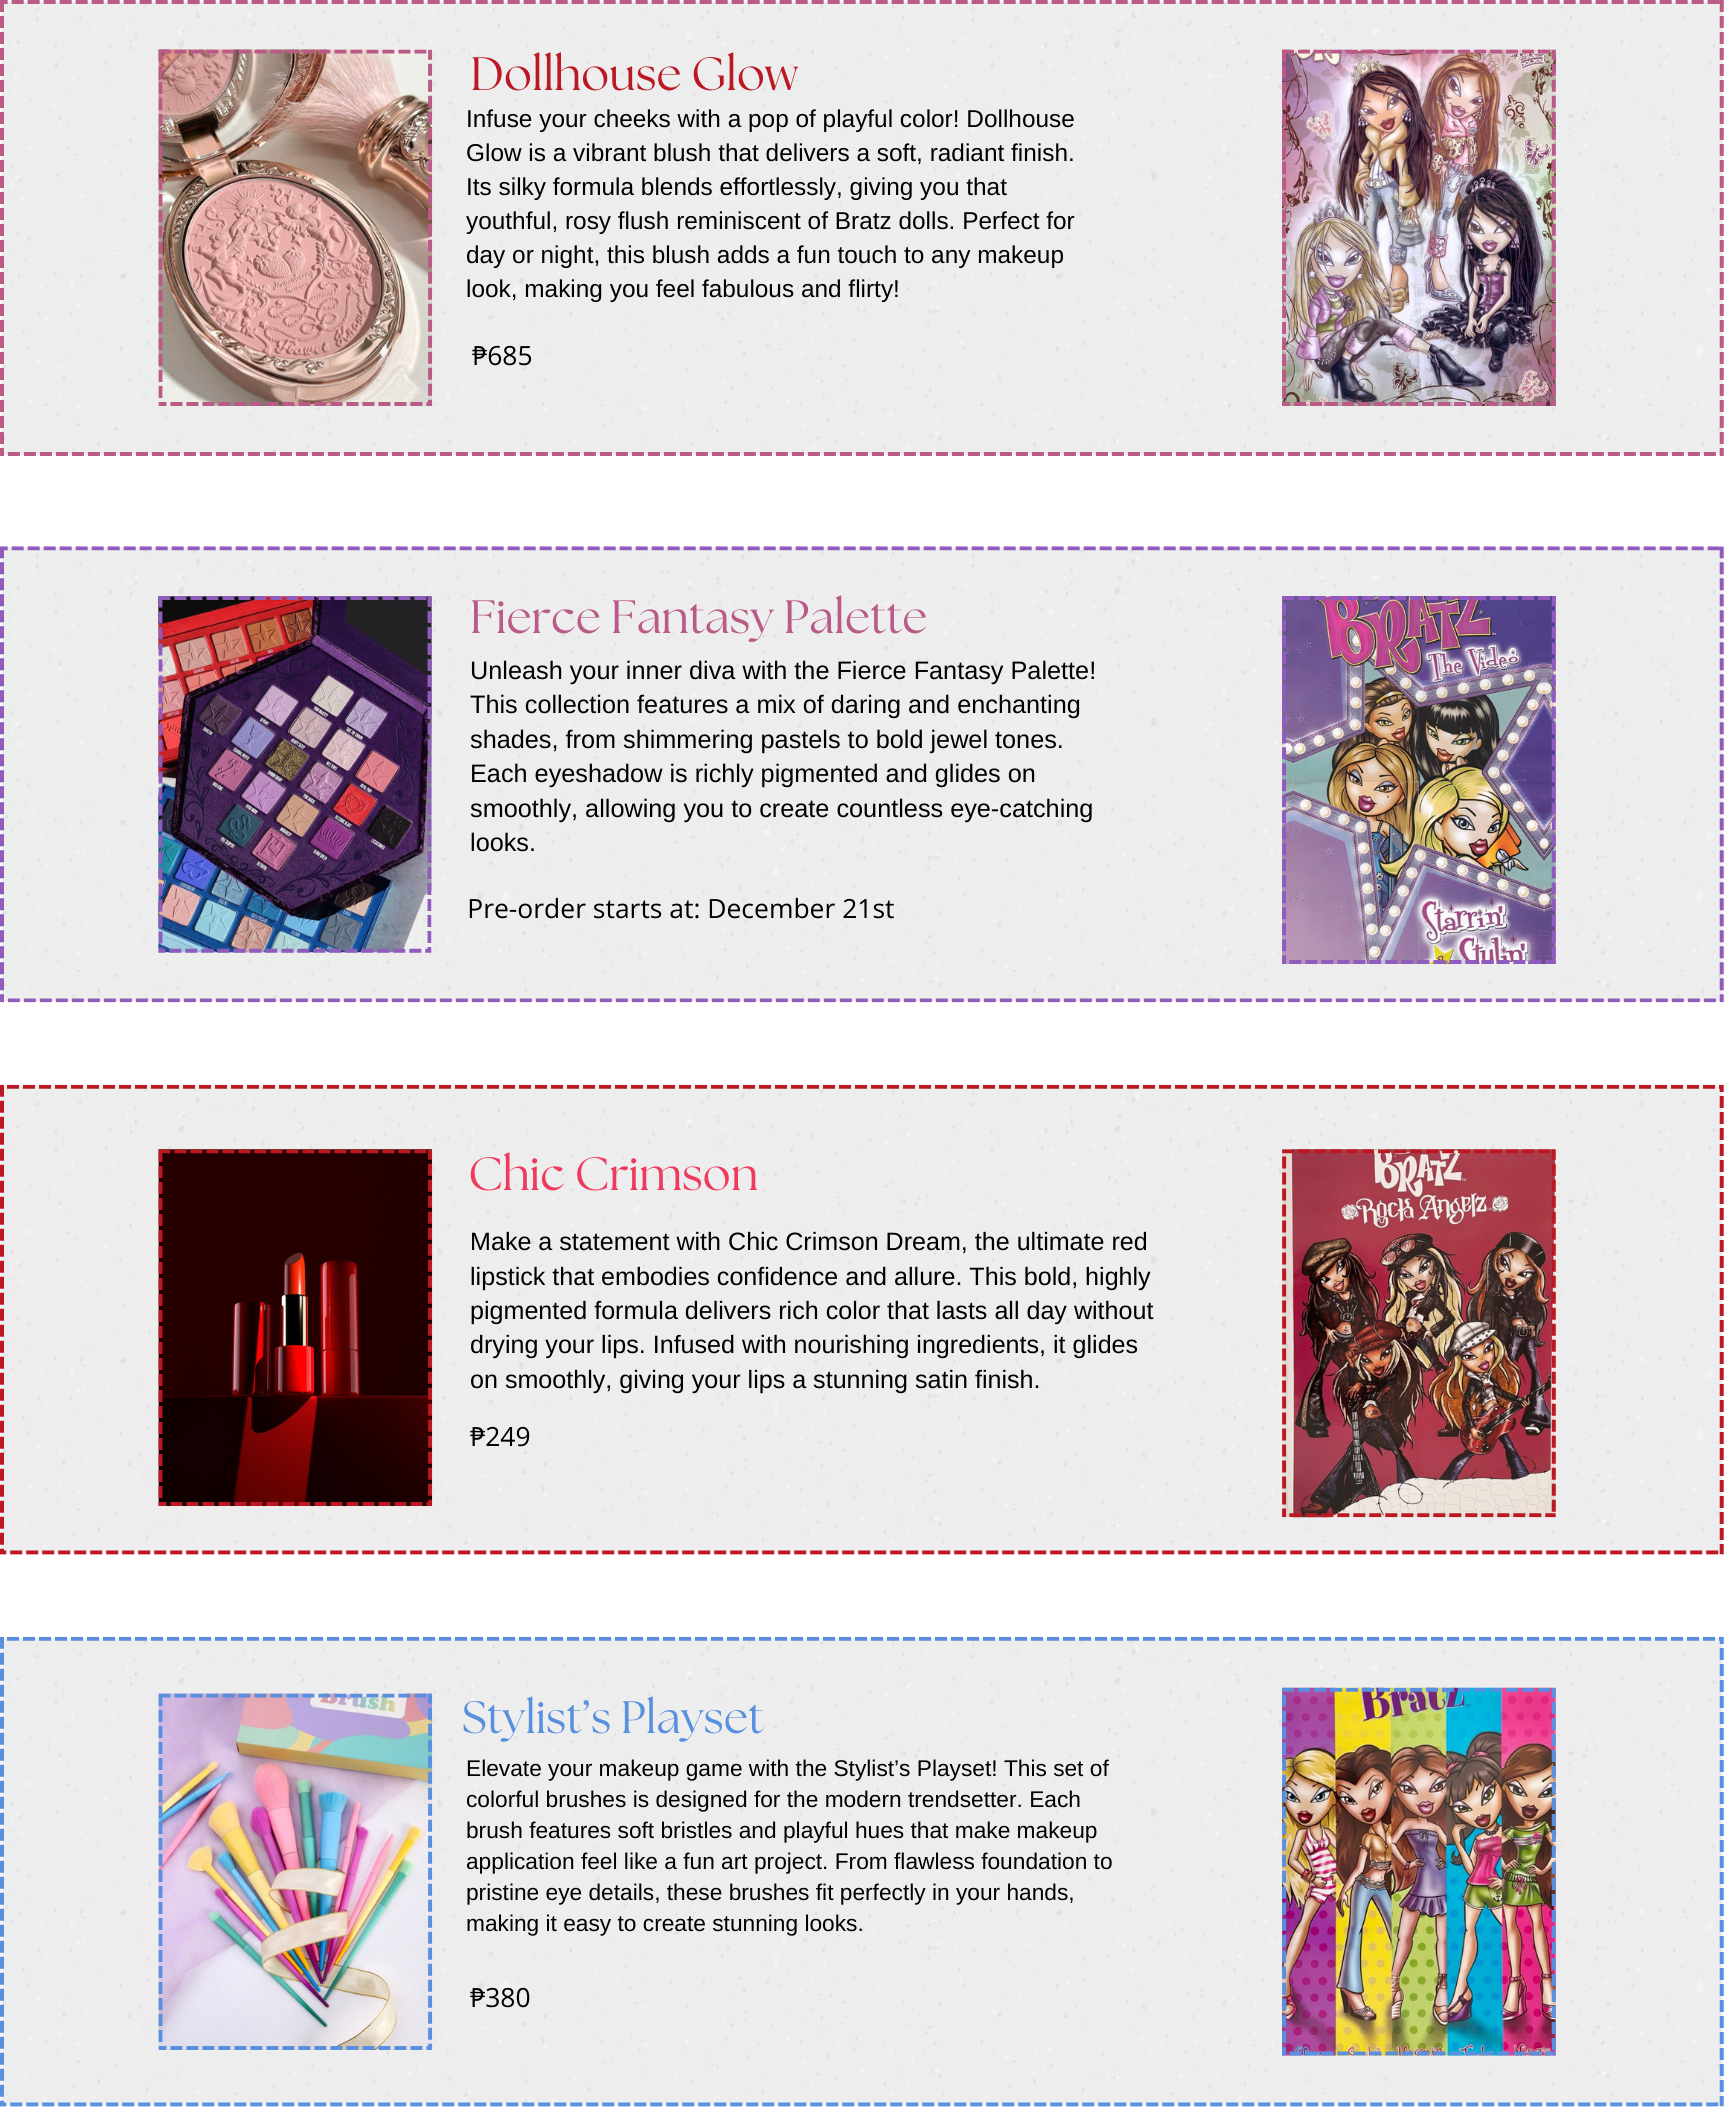 Dollhouse Glow
Infuse your cheeks with a pop of playful color! Dollhouse
Glow is a vibrant blush that delivers a soft, radiant finish.
Its silky formula blends effortlessly, giving you that
youthful, rosy flush reminiscent of Bratz dolls. Perfect for
day or night, this blush adds a fun touch to any makeup
look, making you feel fabulous and flirty!
₱685
Fierce Fantasy Palette
Unleash your inner diva with the Fierce Fantasy Palette!
This collection features a mix of daring and enchanting
shades, from shimmering pastels to bold jewel tones.
Each eyeshadow is richly pigmented and glides on
smoothly, allowing you to create countless eye-catching
looks.
Pre-order starts at: December 21st
BRATZ
The Video
Starrin'
& Stylin'
Chic Crimson
Make a statement with Chic Crimson Dream, the ultimate red
lipstick that embodies confidence and allure. This bold, highly
pigmented formula delivers rich color that lasts all day without
drying your lips. Infused with nourishing ingredients, it glides
on smoothly, giving your lips a stunning satin finish.
₱249
BRATZ
Rock Angelz
Brush
Stylist’s Playset
Elevate your makeup game with the Stylist’s Playset! This set of
colorful brushes is designed for the modern trendsetter. Each
brush features soft bristles and playful hues that make makeup
application feel like a fun art project. From flawless foundation to
pristine eye details, these brushes fit perfectly in your hands,
making it easy to create stunning looks.
₱380
Bratz